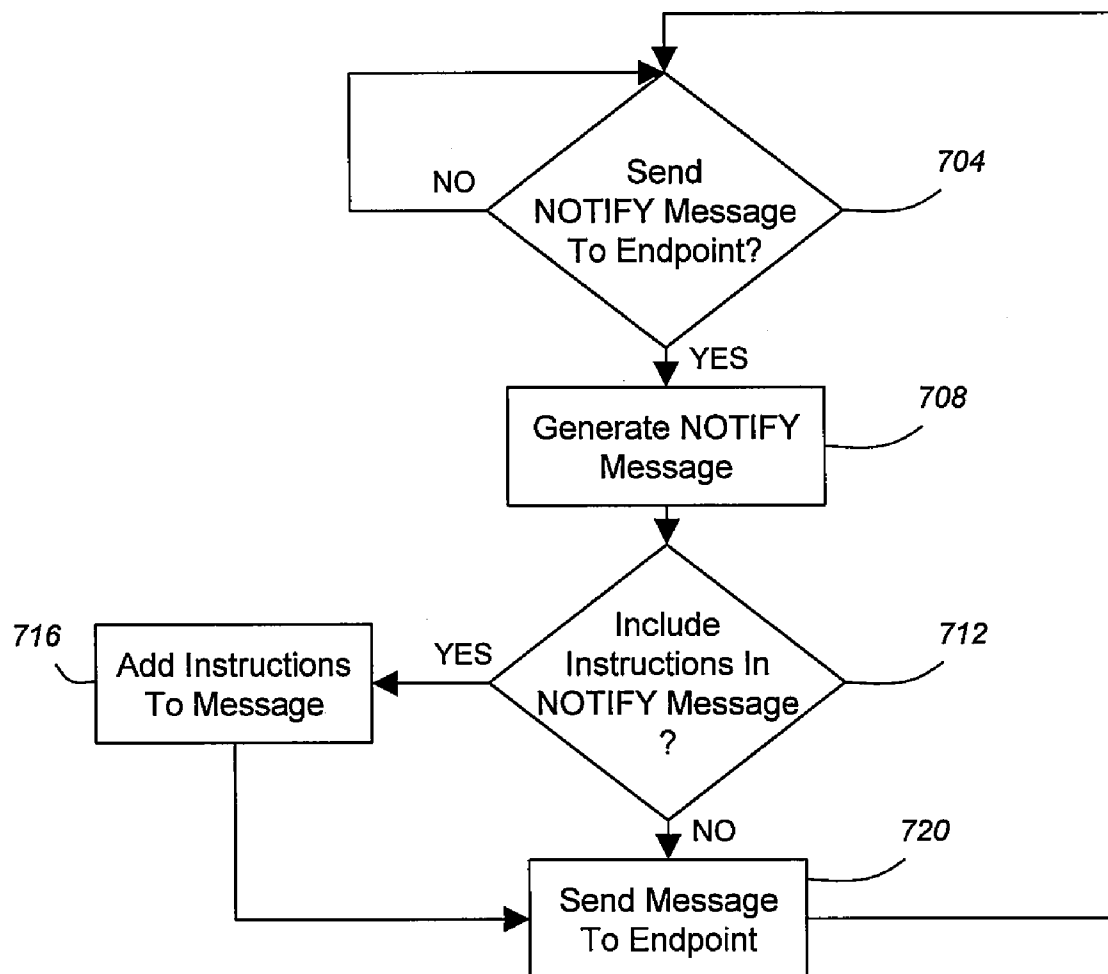 704
Send
NOTIFY Message
To Endpoint?
NO
YES
708
Generate NOTIFY
Message
716
712
Include
Instructions In
NOTIFY Message
?
YES
Add Instructions
To Message
NO
720
Send Message
To Endpoint